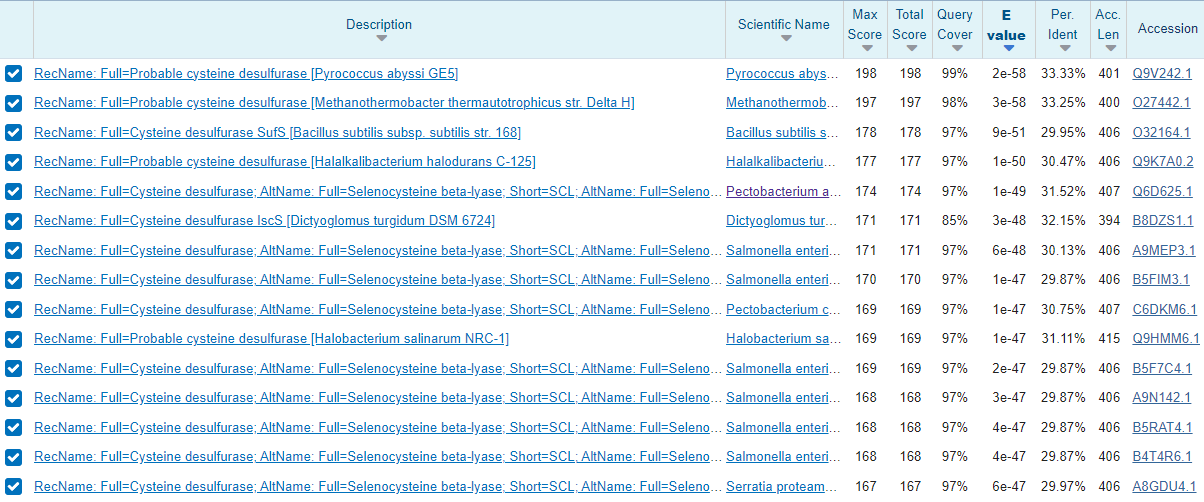 Description Scientific Name Max Score Total Score Query Cover E value Per. Ident Acc. Len Accession
RecName: Full=Probable cysteine desulfurase [Pyrococcus abyssi GE5] Pyrococcus abys... 198 198 99% 2e-58 33.33% 401 Q9V242.1
RecName: Full=Probable cysteine desulfurase [Methanothermobacter thermautotrophicus str. Delta H] Methanothermob... 197 197 98% 3e-58 33.25% 400 O27442.1
RecName: Full=Cysteine desulfurase SufS [Bacillus subtilis subsp. subtilis str. 168] Bacillus subtilis s... 178 178 97% 9e-51 29.95% 406 O32164.1
RecName: Full=Probable cysteine desulfurase [Halalkalibacterium halodurans C-125] Halalkalibacteriu... 177 177 97% 1e-50 30.47% 406 Q9K7A0.2
RecName: Full=Cysteine desulfurase; AltName: Full=Selenocysteine beta-lyase; Short=SCL; AltName: Full=Seleno... Pectobacterium a... 174 174 97% 1e-49 31.52% 407 Q6D625.1
RecName: Full=Cysteine desulfurase IscS [Dictyoglomus turgidum DSM 6724] Dictyoglomus tur... 171 171 85% 3e-48 32.15% 394 B8DZS1.1
RecName: Full=Cysteine desulfurase; AltName: Full=Selenocysteine beta-lyase; Short=SCL; AltName: Full=Seleno... Salmonella enteri... 171 171 97% 6e-48 30.13% 406 A9MEP3.1
RecName: Full=Cysteine desulfurase; AltName: Full=Selenocysteine beta-lyase; Short=SCL; AltName: Full=Seleno... Salmonella enteri... 170 170 97% 1e-47 29.87% 406 B5FIM3.1
RecName: Full=Cysteine desulfurase; AltName: Full=Selenocysteine beta-lyase; Short=SCL; AltName: Full=Seleno... Pectobacterium c... 169 169 97% 1e-47 30.75% 407 C6DKM6.1
RecName: Full=Probable cysteine desulfurase [Halobacterium salinarum NRC-1] Halobacterium sa... 169 169 97% 1e-47 31.11% 415 Q9HMM6.1
RecName: Full=Cysteine desulfurase; AltName: Full=Selenocysteine beta-lyase; Short=SCL; AltName: Full=Seleno... Salmonella enteri... 169 169 97% 2e-47 29.87% 406 B5F7C4.1
RecName: Full=Cysteine desulfurase; AltName: Full=Selenocysteine beta-lyase; Short=SCL; AltName: Full=Seleno... Salmonella enteri... 168 168 97% 3e-47 29.87% 406 A9N142.1
RecName: Full=Cysteine desulfurase; AltName: Full=Selenocysteine beta-lyase; Short=SCL; AltName: Full=Seleno... Salmonella enteri... 168 168 97% 4e-47 29.87% 406 B5RAT4.1
RecName: Full=Cysteine desulfurase; AltName: Full=Selenocysteine beta-lyase; Short=SCL; AltName: Full=Seleno... Salmonella enteri... 168 168 97% 4e-47 29.87% 406 B4T4R6.1
RecName: Full=Cysteine desulfurase; AltName: Full=Selenocysteine beta-lyase; Short=SCL; AltName: Full=Seleno... Serratia proteam... 167 167 97% 6e-47 29.97% 406 A8GDU4.1